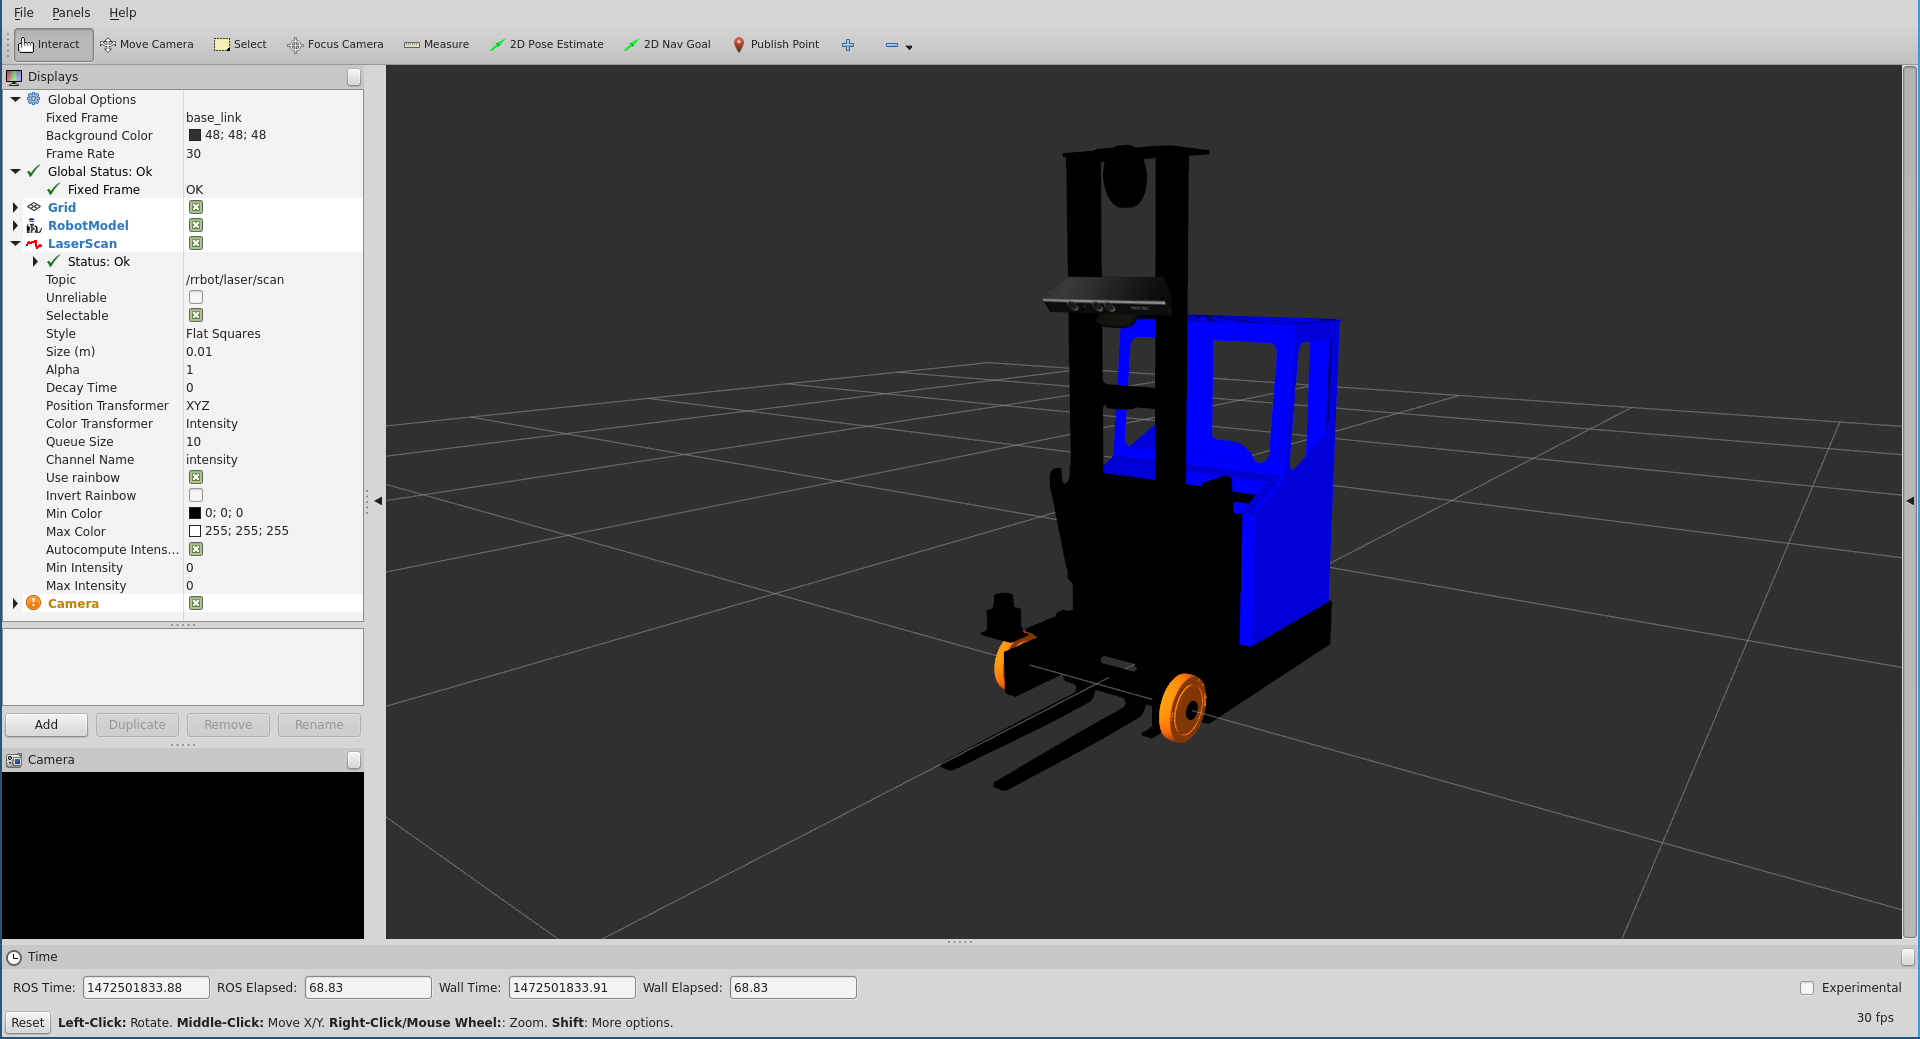 File Panels Help
Interact Move Camera Select Focus Camera Measure 2D Pose Estimate 2D Nav Goal Publish Point
Displays
Global Options
Fixed Frame base_link
Background Color 48; 48; 48
Frame Rate 30
Global Status: Ok
Fixed Frame OK
Grid
RobotModel
LaserScan
Status: Ok
Topic /rrbot/laser/scan
Unreliable
Selectable
Style Flat Squares
Size (m) 0.01
Alpha 1
Decay Time 0
Position Transformer XYZ
Color Transformer Intensity
Queue Size 10
Channel Name intensity
Use rainbow
Invert Rainbow
Min Color 0; 0; 0
Max Color 255; 255; 255
Autocompute Intens...
Min Intensity 0
Max Intensity 0
Camera
Add Duplicate Remove Rename
Camera
Time
ROS Time: 1472501833.88 ROS Elapsed: 68.83 Wall Time: 1472501833.91 Wall Elapsed: 68.83 Experimental
Reset Left-Click: Rotate. Middle-Click: Move X/Y. Right-Click/Mouse Wheel:: Zoom. Shift: More options. 30 fps